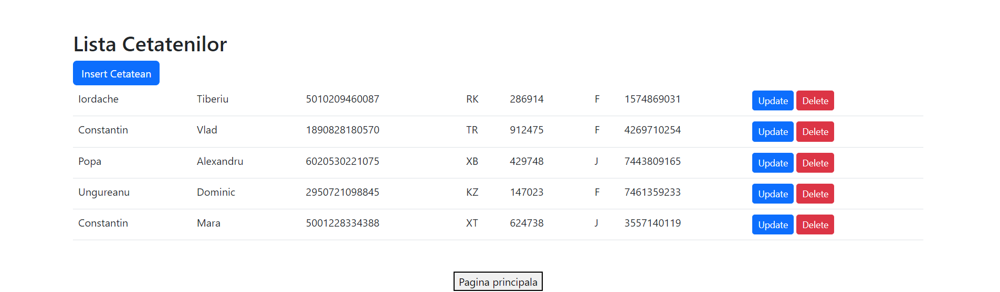 Lista Cetatenilor
Insert Cetatean
Iordache Tiberiu 5010209460087 RK 286914 F 1574869031 Update Delete
Constantin Vlad 1890828180570 TR 912475 F 4269710254 Update Delete
Popa Alexandru 6020530221075 XB 429748 J 7443809165 Update Delete
Ungureanu Dominic 2950721098845 KZ 147023 F 7461359233 Update Delete
Constantin Mara 5001228334388 XT 624738 J 3557140119 Update Delete
Pagina principala